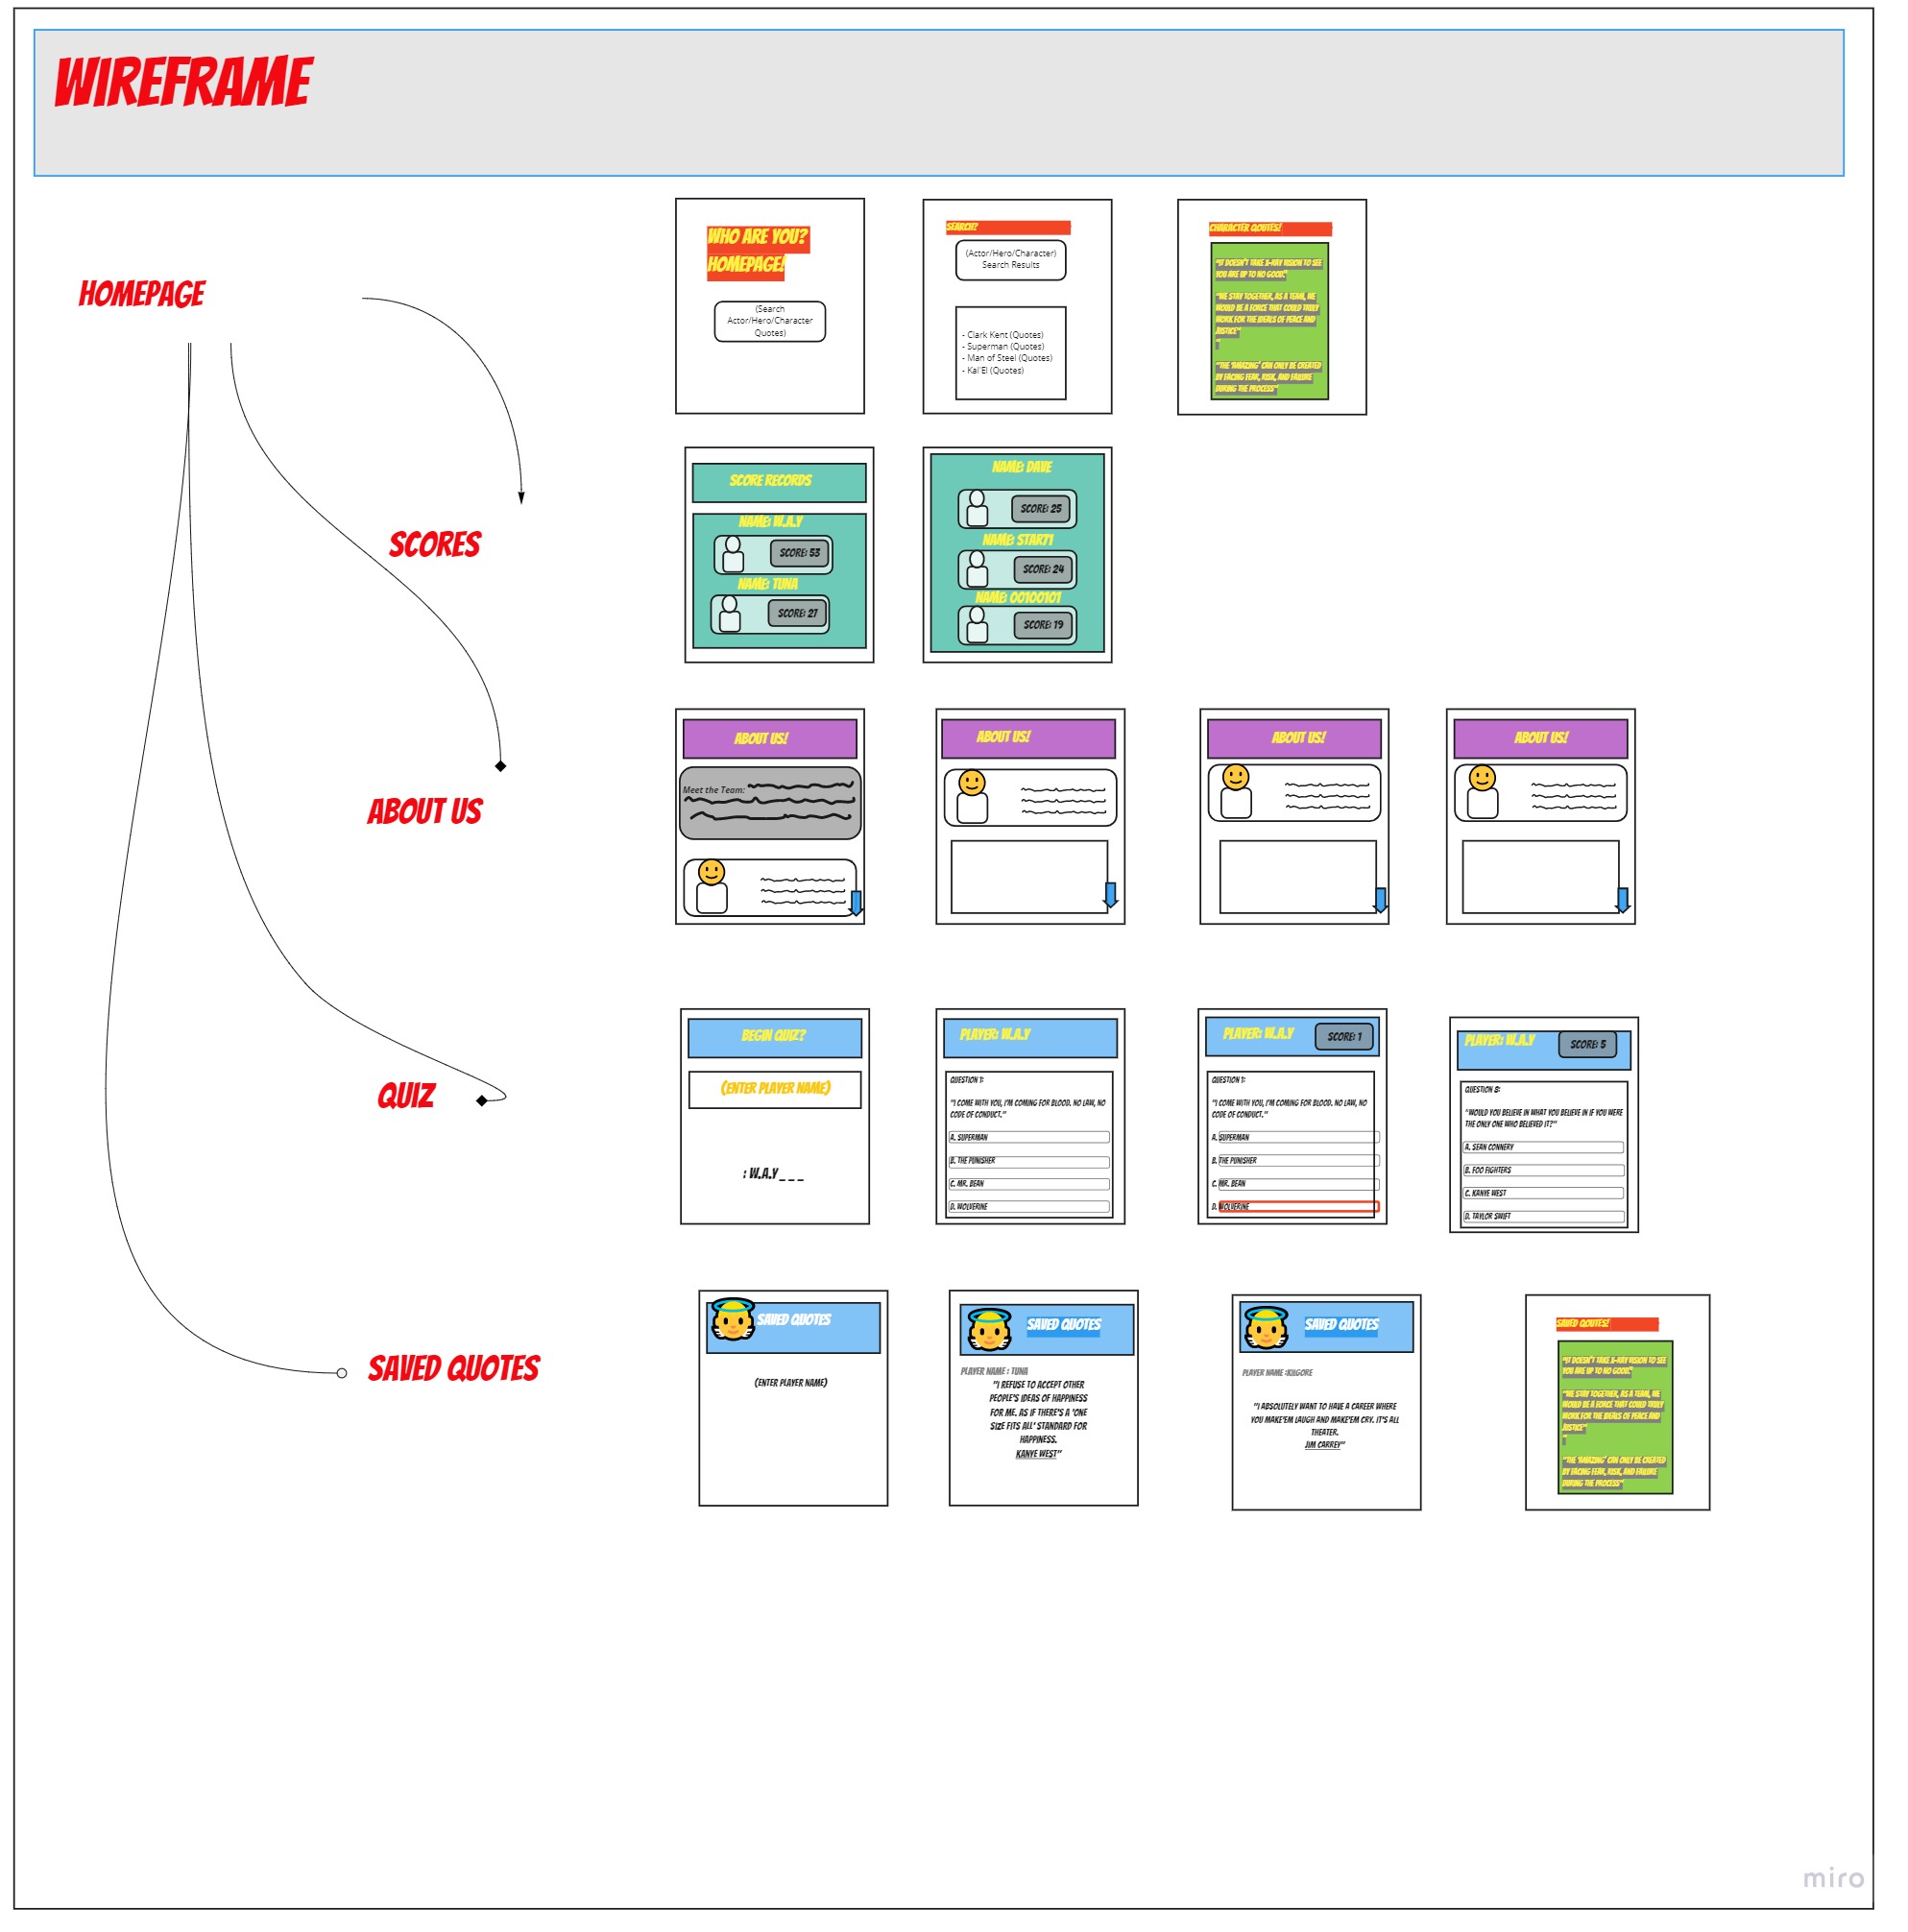 WIREFRAME
HOMEPAGE
WHO ARE YOU?
HOMEPAGE!
(Search
Actor/Hero/Character
Quotes)
SEARCH?
(Actor/Hero/Character)
Search Results
- Clark Kent (Quotes)
- Superman (Quotes)
- Man of Steel (Quotes)
- Kal'El (Quotes)
CHARACTER QOUTES!
"IT DOESN'T TAKE X-RAY VISION TO SEE
YOU ARE UP TO NO GOOD."
"WE STAY TOGETHER, AS A TEAM, WE
WOULD BE A FORCE THAT COULD TRULY
WORK FOR THE IDEALS OF PEACE AND
JUSTICE"
"
"THE 'AMAZING' CAN ONLY BE CREATED
BY FACING FEAR, RISK, AND FAILURE
DURING THE PROCESS"
SCORES
SCORE RECORDS
NAME: W.A.Y
SCORE: 53
NAME: TUNA
SCORE: 27
NAME: DAVE
SCORE: 25
NAME: STAR71
SCORE: 24
NAME: 00100101
SCORE: 19
ABOUT US
ABOUT US!
Meet the Team:
ABOUT US!
ABOUT US!
ABOUT US!
QUIZ
BEGIN QUIZ?
(ENTER PLAYER NAME)
: W.A.Y _ _ _
PLAYER: W.A.Y
QUESTION 1:
"I COME WITH YOU, I'M COMING FOR BLOOD. NO LAW, NO
CODE OF CONDUCT."
A. SUPERMAN
B. THE PUNISHER
C. MR. BEAN
D. WOLVERINE
PLAYER: W.A.Y
SCORE: 1
QUESTION 1:
"I COME WITH YOU, I'M COMING FOR BLOOD. NO LAW, NO
CODE OF CONDUCT."
A. SUPERMAN
B. THE PUNISHER
C. MR. BEAN
D. WOLVERINE
PLAYER: W.A.Y
SCORE: 5
QUESTION 8:
"WOULD YOU BELIEVE IN WHAT YOU BELIEVE IN IF YOU WERE
THE ONLY ONE WHO BELIEVED IT?"
A. SEAN CONNERY
B. FOO FIGHTERS
C. KANYE WEST
D. TAYLOR SWIFT
SAVED QUOTES
SAVED QUOTES
(ENTER PLAYER NAME)
SAVED QUOTES
PLAYER NAME : TUNA
"I REFUSE TO ACCEPT OTHER
PEOPLE'S IDEAS OF HAPPINESS
FOR ME. AS IF THERE'S A 'ONE
SIZE FITS ALL' STANDARD FOR
HAPPINESS.
KANYE WEST"
SAVED QUOTES
PLAYER NAME :KILGORE
"I ABSOLUTELY WANT TO HAVE A CAREER WHERE
YOU MAKE'EM LAUGH AND MAKE'EM CRY. IT'S ALL
THEATER.
JIM CARREY"
SAVED QOUTES!
"IT DOESN'T TAKE X-RAY VISION TO SEE
YOU ARE UP TO NO GOOD."
"WE STAY TOGETHER, AS A TEAM, WE
WOULD BE A FORCE THAT COULD TRULY
WORK FOR THE IDEALS OF PEACE AND
JUSTICE"
"
"THE 'AMAZING' CAN ONLY BE CREATED
BY FACING FEAR, RISK, AND FAILURE
DURING THE PROCESS"
miro